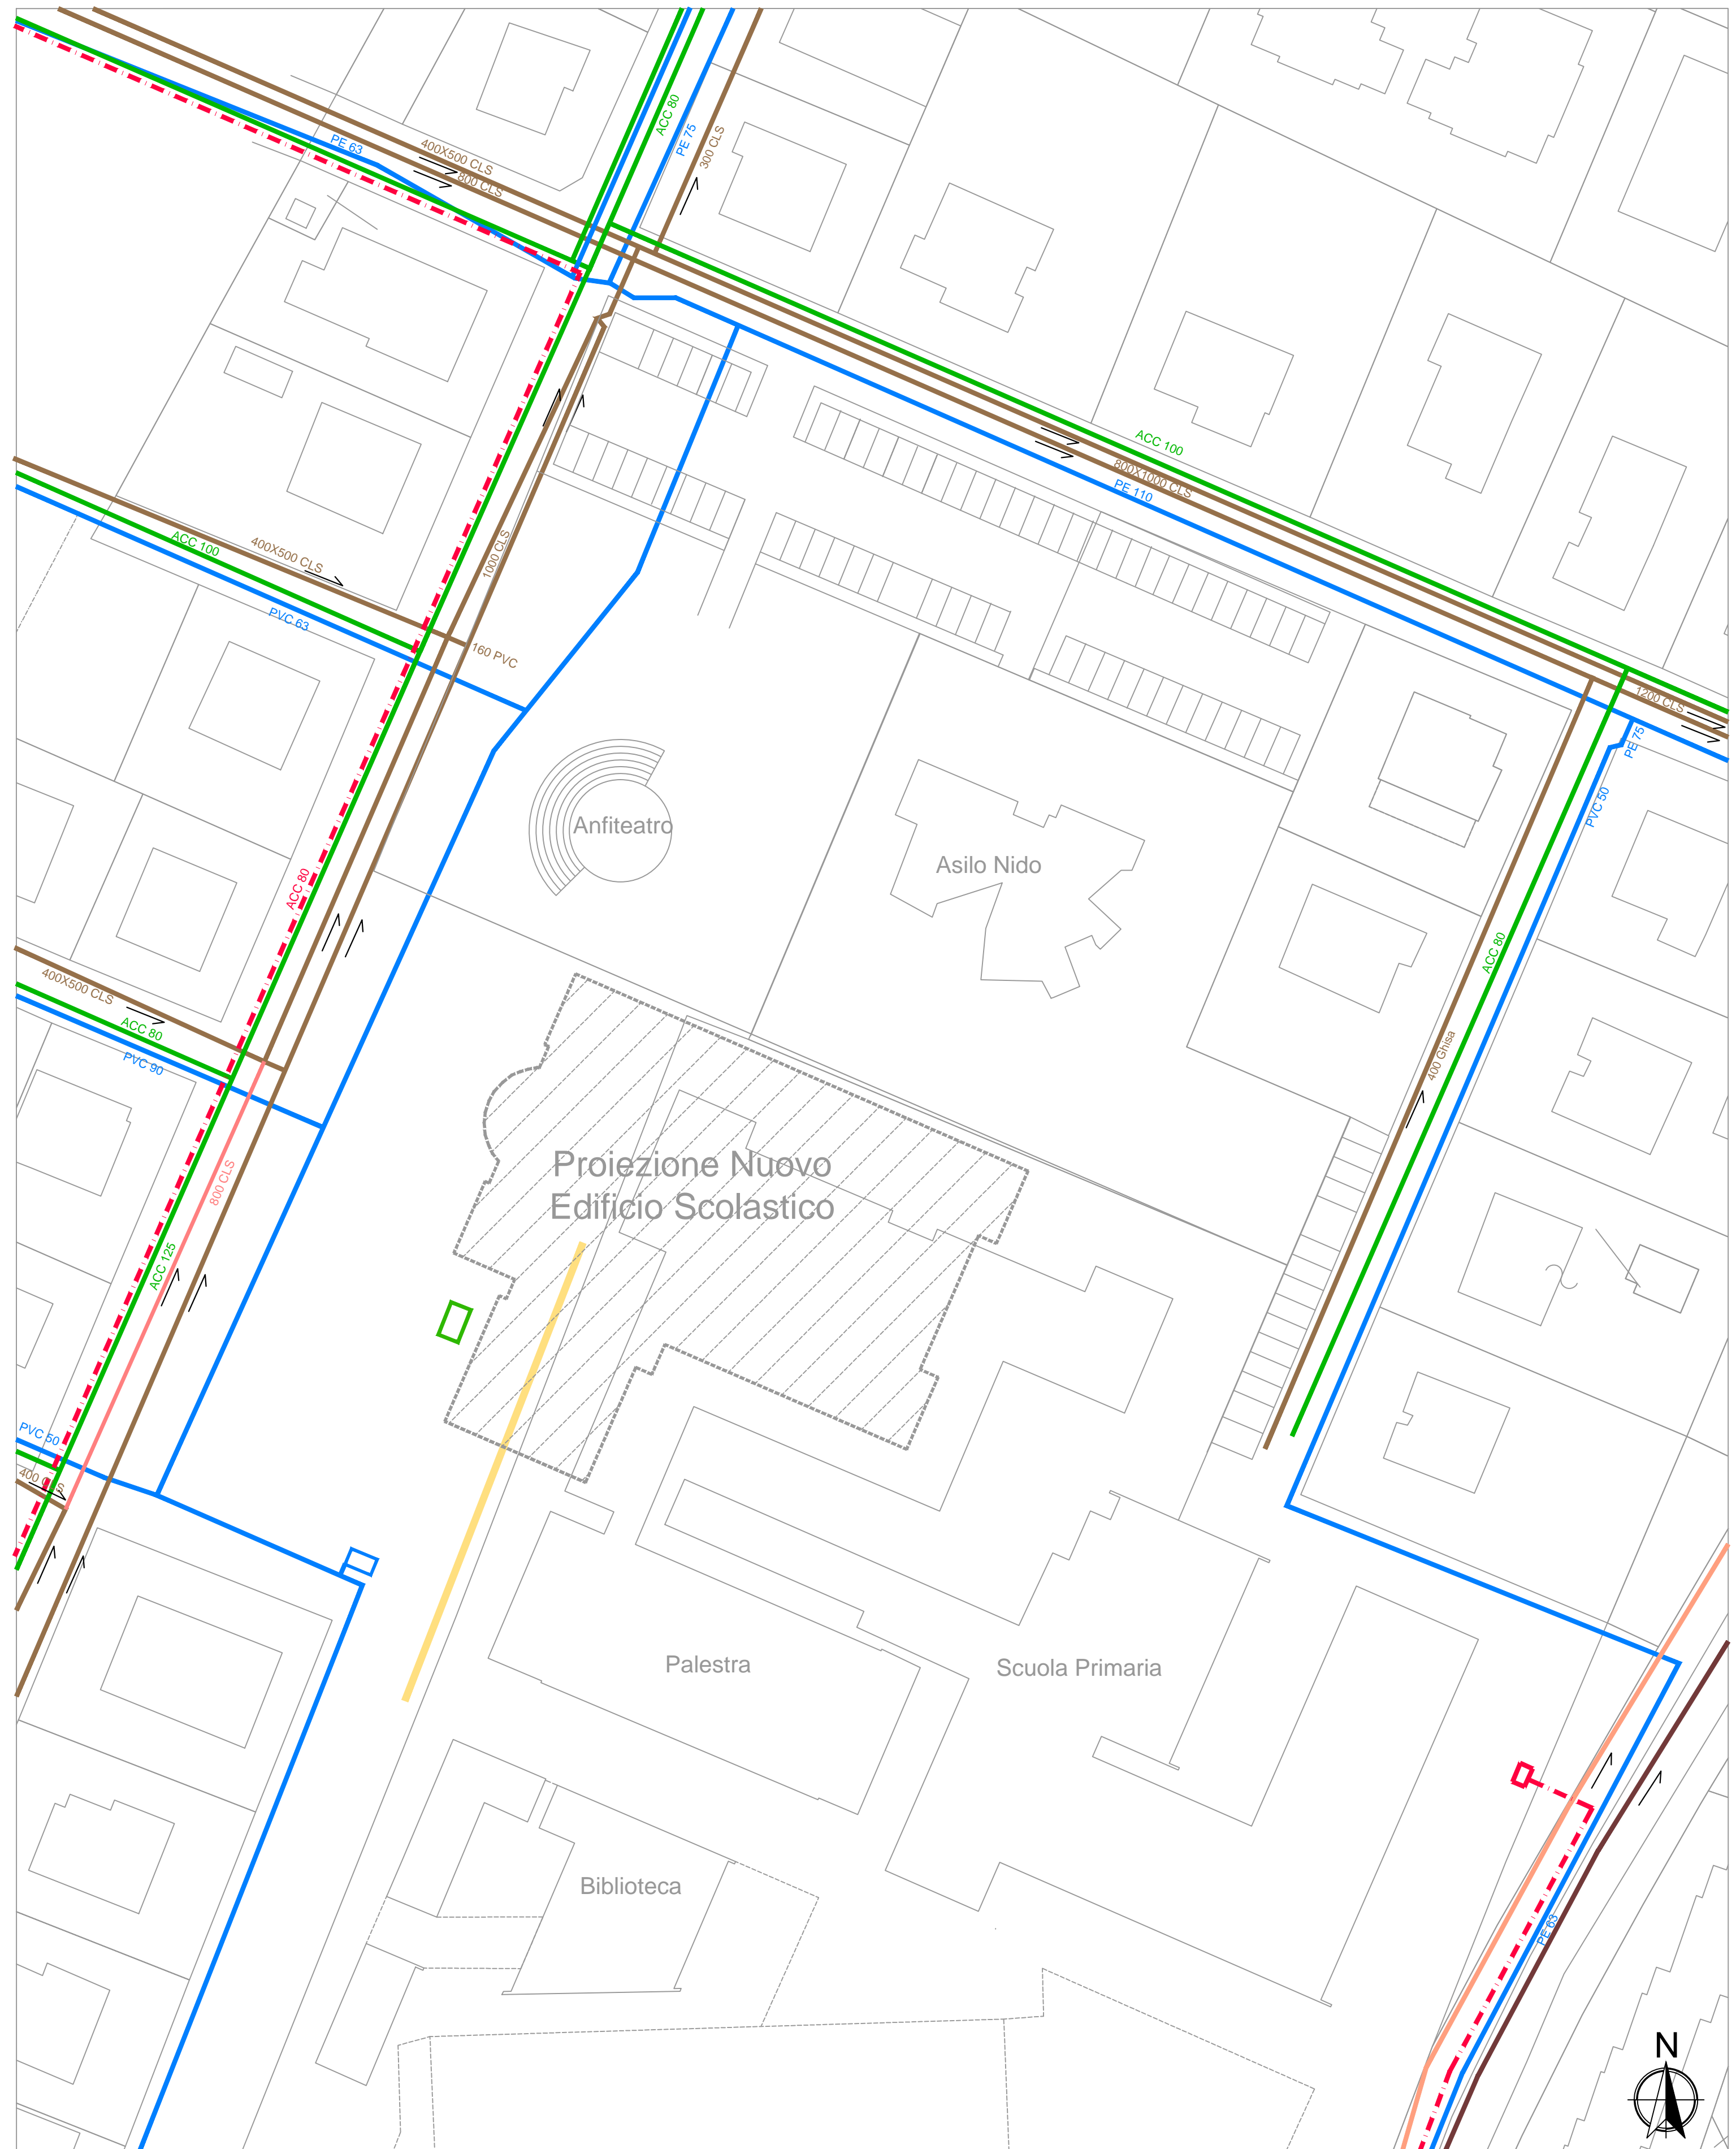 ACC 80
PE 75
300 CLS
PE 63
400X500 CLS
800 CLS
ACC 100
800X1000 CLS
PE 110
ACC 100
400X500 CLS
PVC 63
1000 CLS
160 PVC
1200 CLS
PE 75
PVC 50
Anfiteatro
Asilo Nido
ACC 80
ACC 80
400X500 CLS
ACC 80
PVC 90
400 Ghisa
Proiezione Nuovo
Edificio Scolastico
800 CLS
ACC 125
PVC 50
400 CLS
Palestra
Scuola Primaria
Biblioteca
PE 63
N